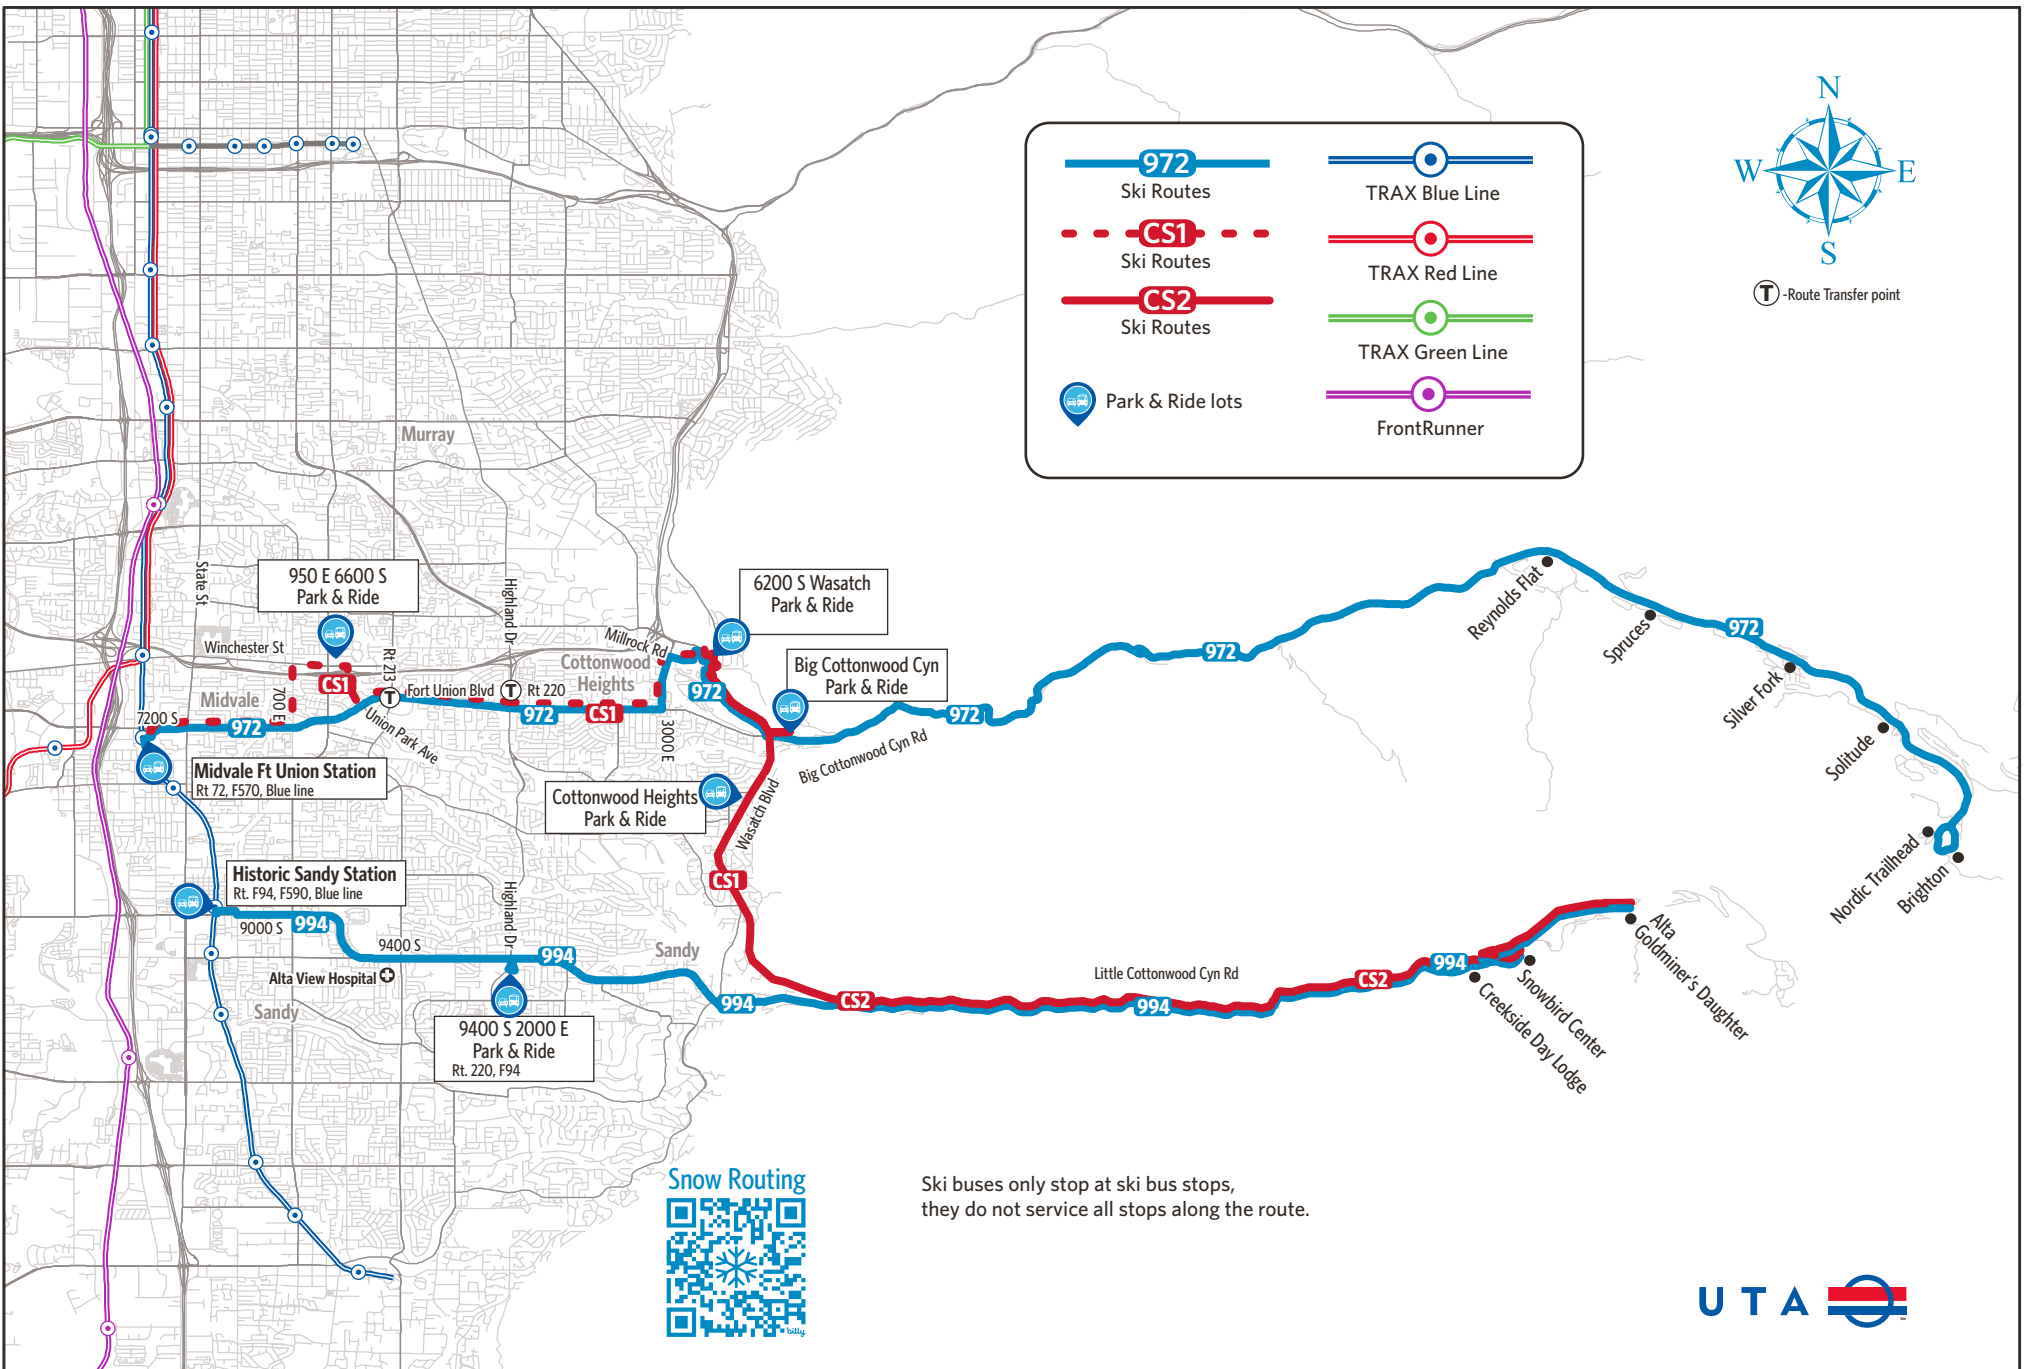 N
W
E
S
T -Route Transfer point
972
Ski Routes
CS1
Ski Routes
CS2
Ski Routes
Park & Ride lots
TRAX Blue Line
TRAX Red Line
TRAX Green Line
FrontRunner
Murray
State St
950 E 6600 S
Park & Ride
Highland Dr
6200 S Wasatch
Park & Ride
Winchester St
Rt 213
Millrock Rd
Cottonwood
Heights
Big Cottonwood Cyn
Park & Ride
Midvale
700 E
CS1
T
Fort Union Blvd
T
Rt 220
972
7200 S
972
Union Park Ave
972
CS1
3000 E
972
Big Cottonwood Cyn Rd
972
Reynolds Flat
Spruces
972
Silver Fork
Solitude
Nordic Trailhead
Brighton
Midvale Ft Union Station
Rt 72, F570, Blue line
Cottonwood Heights
Park & Ride
Wasatch Blvd
CS1
Historic Sandy Station
Rt. F94, F590, Blue line
9000 S
994
9400 S
Highland Dr
994
Sandy
Alta View Hospital
Sandy
9400 S 2000 E
Park & Ride
Rt. 220, F94
994
CS2
Little Cottonwood Cyn Rd
994
CS2
994
Creekside Day Lodge
Snowbird Center
Alta
Goldminer's Daughter
Snow Routing
bitly
Ski buses only stop at ski bus stops,
they do not service all stops along the route.
UTA